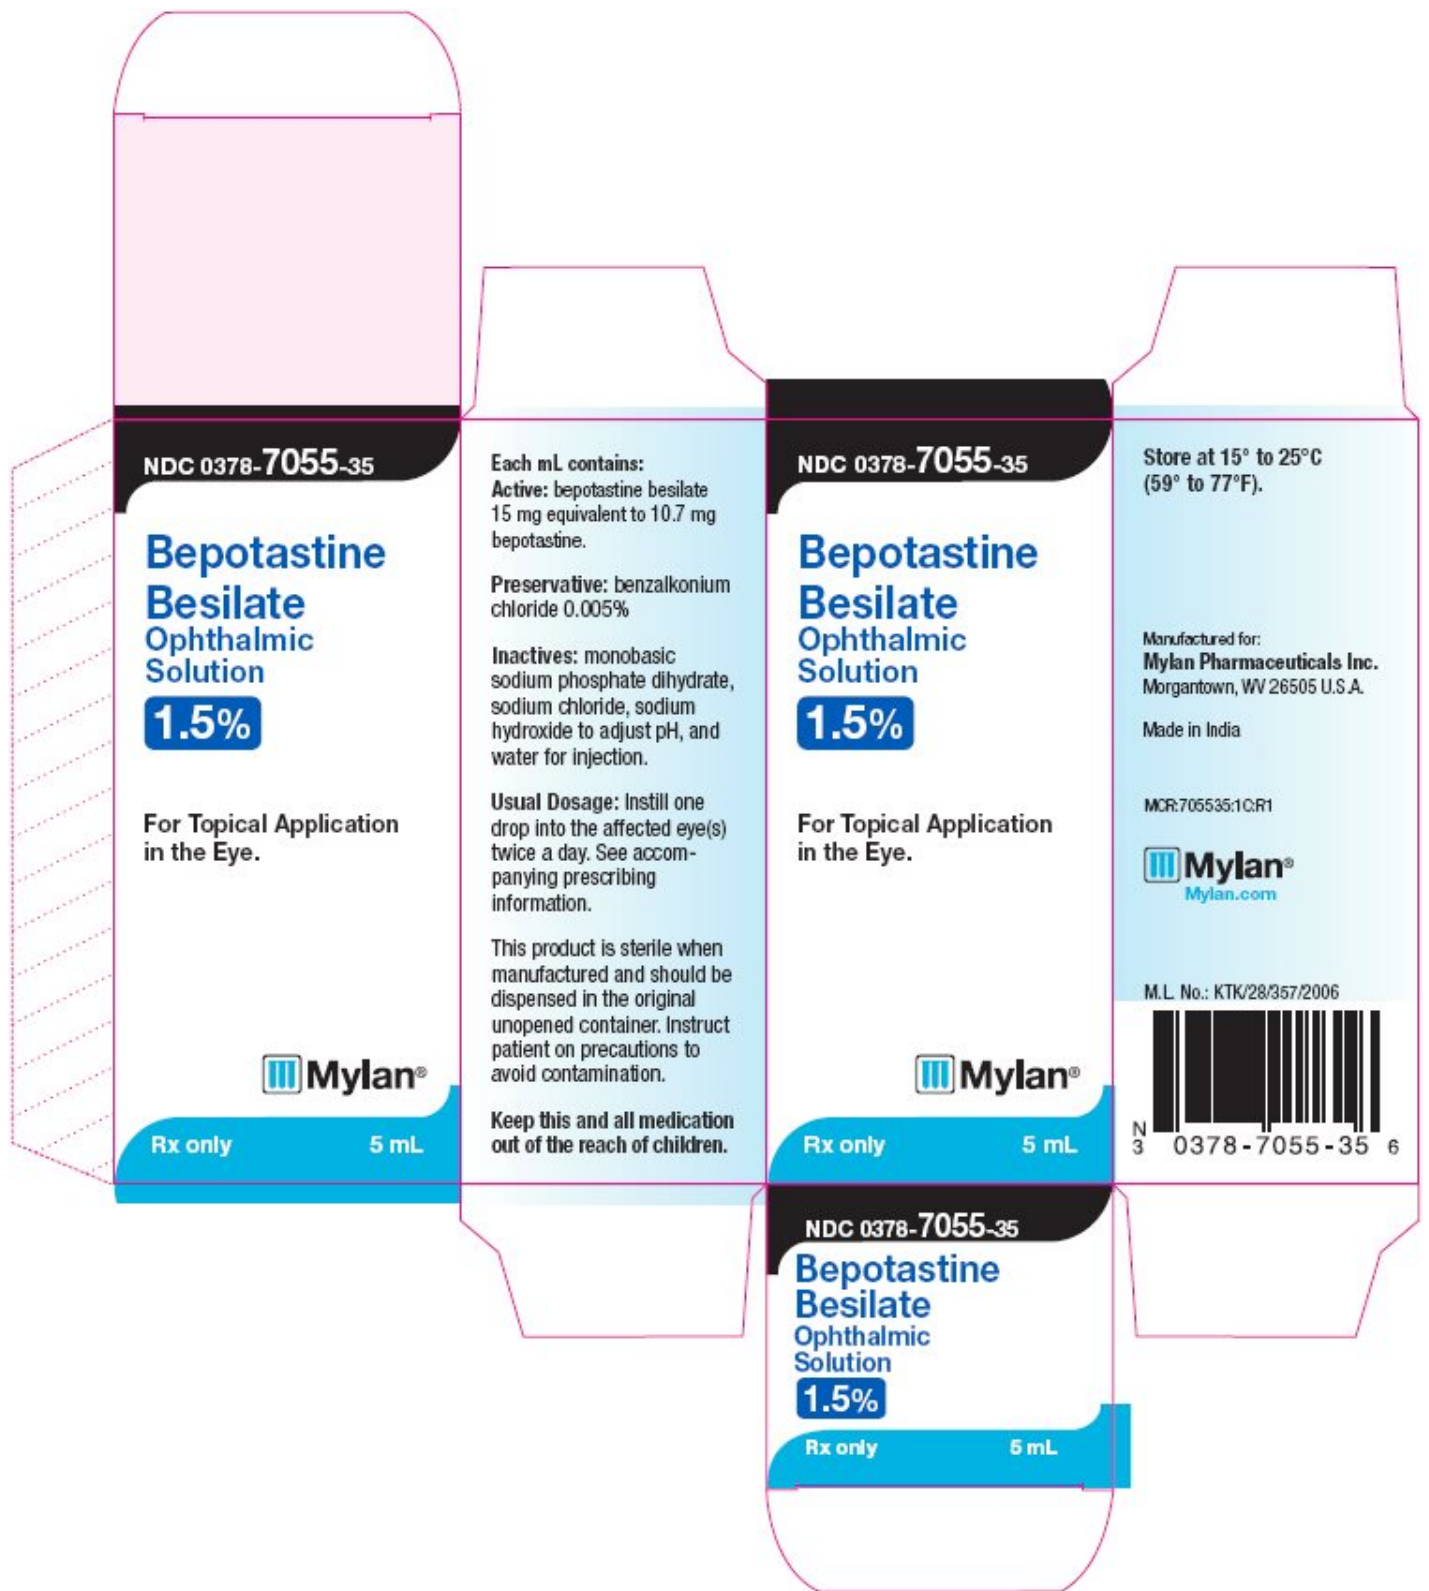 NDC 0378-7055-35
Bepotastine
Besilate
Ophthalmic
Solution
1.5%
For Topical Application
in the Eye.
Mylan®
Rx only 5 mL
Each mL contains:
Active: bepotastine besilate
15 mg equivalent to 10.7 mg
bepotastine.
Preservative: benzalkonium
chloride 0.005%
Inactives: monobasic
sodium phosphate dihydrate,
sodium chloride, sodium
hydroxide to adjust pH, and
water for injection.
Usual Dosage: Instill one
drop into the affected eye(s)
twice a day. See accom-
panying prescribing
information.
This product is sterile when
manufactured and should be
dispensed in the original
unopened container. Instruct
patient on precautions to
avoid contamination.
Keep this and all medication
out of the reach of children.
NDC 0378-7055-35
Bepotastine
Besilate
Ophthalmic
Solution
1.5%
For Topical Application
in the Eye.
Mylan®
Rx only 5 mL
Store at 15° to 25°C
(59° to 77°F).
Manufactured for:
Mylan Pharmaceuticals Inc.
Morgantown, WV 26505 U.S.A.
Made in India
MCR:705535:1C:R1
Mylan®
Mylan.com
M.L. No.: KTK/28/357/2006
N
3 0378-7055-35 6
NDC 0378-7055-35
Bepotastine
Besilate
Ophthalmic
Solution
1.5%
Rx only 5 mL